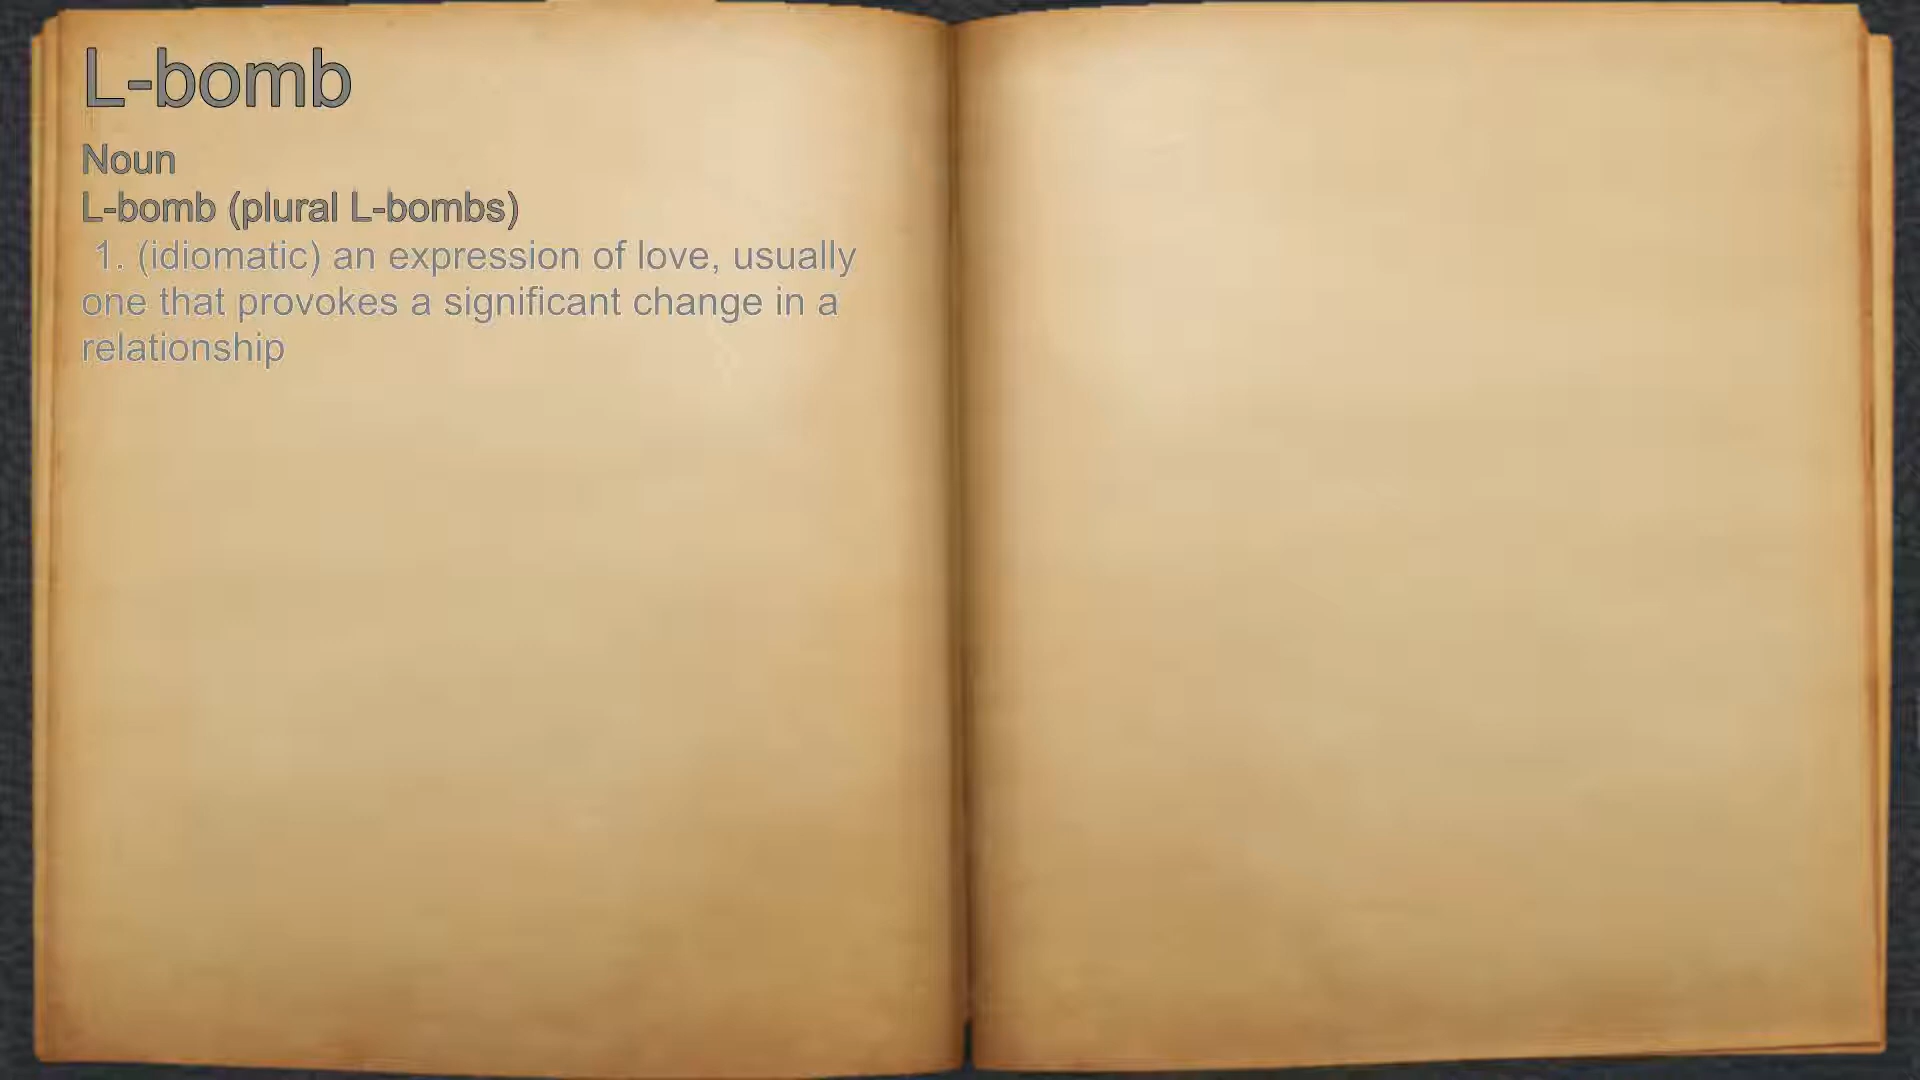 L-bomb
Noun
L-bomb (plural L-bombs)
1. (idiomatic) an expression of love, usually
one that provokes a significant change in a
relationship